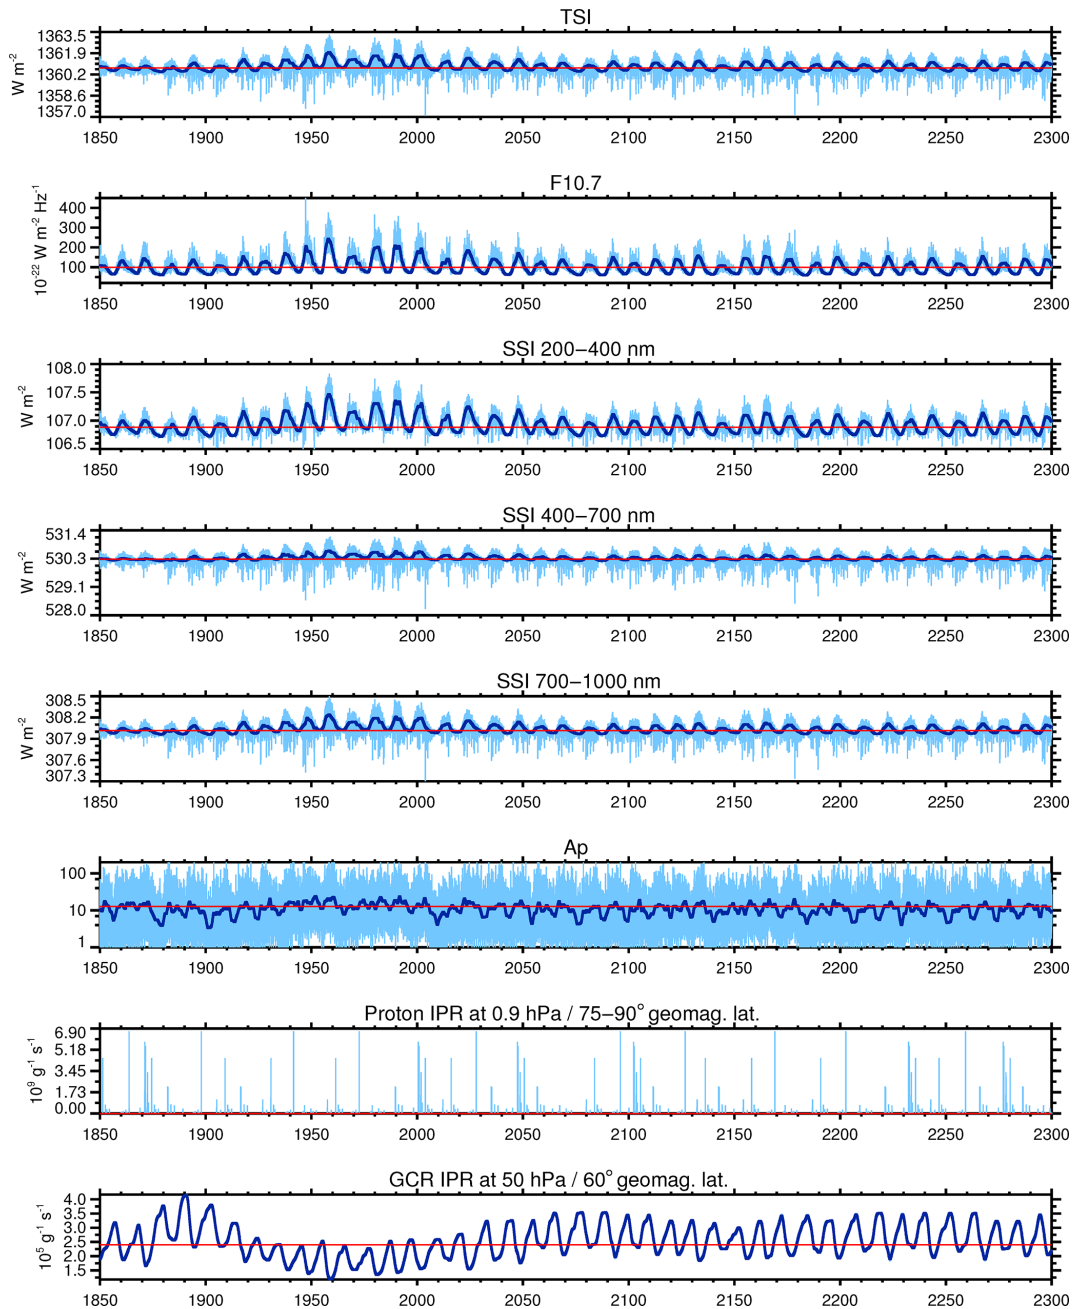 TSI
1363.5
1361.9
1360.2
1358.6
1357.0
W m-2
1850 1900 1950 2000 2050 2100 2150 2200 2250 2300
F10.7
400
300
200
100
10-22 W m-2 Hz-1
1850 1900 1950 2000 2050 2100 2150 2200 2250 2300
SSI 200−400 nm
108.0
107.5
107.0
106.5
W m-2
1850 1900 1950 2000 2050 2100 2150 2200 2250 2300
SSI 400−700 nm
531.4
530.3
529.1
528.0
W m-2
1850 1900 1950 2000 2050 2100 2150 2200 2250 2300
SSI 700−1000 nm
308.5
308.2
307.9
307.6
307.3
W m-2
1850 1900 1950 2000 2050 2100 2150 2200 2250 2300
Ap
100
10
1
1850 1900 1950 2000 2050 2100 2150 2200 2250 2300
Proton IPR at 0.9 hPa / 75−90° geomag. lat.
6.90
5.18
3.45
1.73
0.00
109 g-1 s-1
1850 1900 1950 2000 2050 2100 2150 2200 2250 2300
GCR IPR at 50 hPa / 60° geomag. lat.
4.0
3.5
3.0
2.5
2.0
1.5
105 g-1 s-1
1850 1900 1950 2000 2050 2100 2150 2200 2250 2300